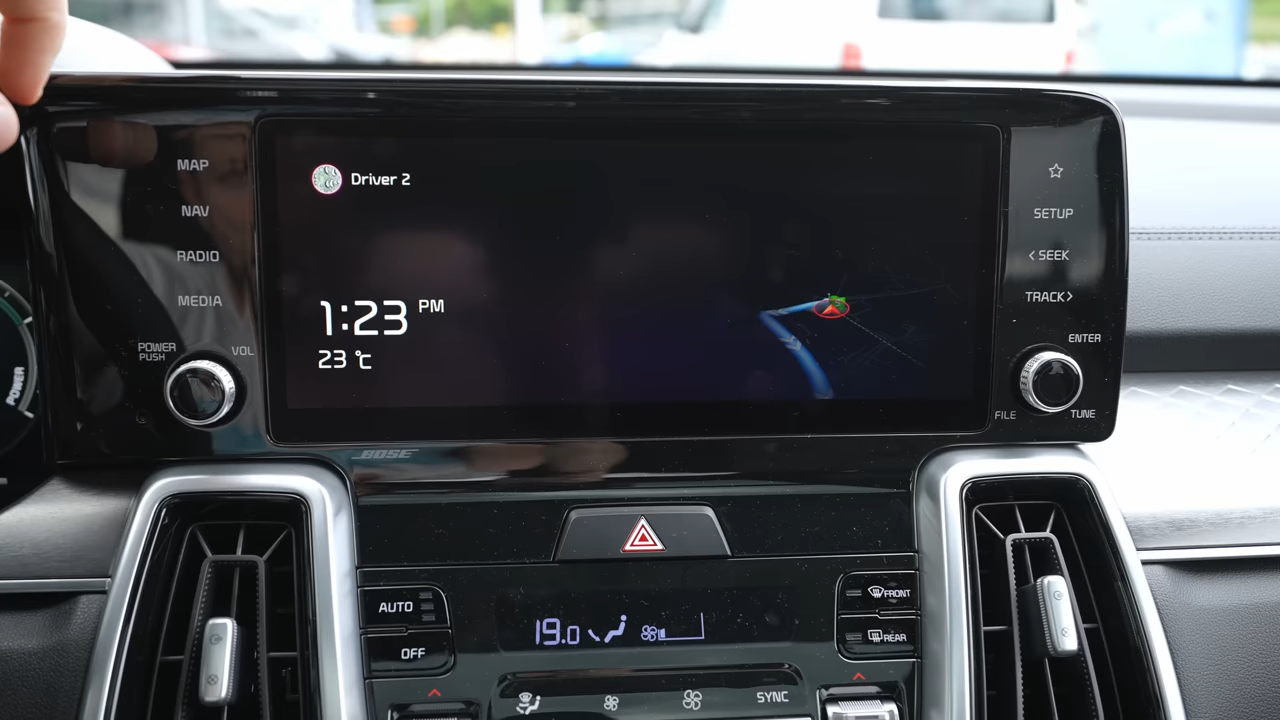 MAP
NAV
RADIO
MEDIA
POWER
PUSH
VOL
POWER
Driver 2
1:23 PM
23 °C
☆
SETUP
< SEEK
TRACK >
ENTER
FILE
TUNE
BOSE
AUTO
OFF
19.0
FRONT
REAR
SYNC